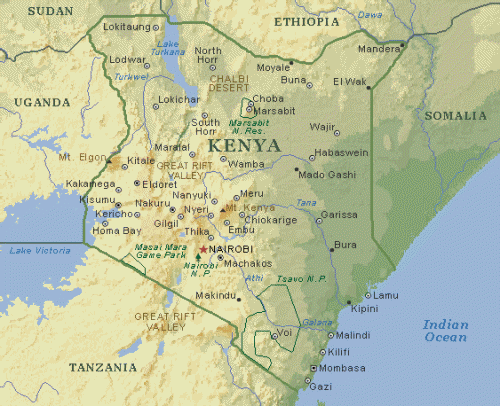 SUDAN
ETHIOPIA
Dawa
Lokitaung
Lake
Turkana
Mandera
Lodwar
North
Horr
Moyale
Turkwel
CHALBI
DESERT
Buna
El Wak
UGANDA
Lokichar
Choba
Marsabit
SOMALIA
South
Horr
Marsabit
N. Res.
Wajir
Maralal
KENYA
Mt. Elgon
Kitale
GREAT RIFT
VALLEY
Wamba
Habaswein
Mado Gashi
Kakamega
Eldoret
Kisumu
Nanyuki
Meru
Tana
Kericho
Nakuru
Nyeri
Mt. Kenya
Garissa
Gilgil
Chiokarige
Homa Bay
Thika
Embu
Lake Victoria
Masai Mara
Game Park
NAIROBI
Bura
Nairobi
N.P.
Machakos
Athi
Tsavo N.P.
Makindu
Lamu
Kipini
GREAT RIFT
VALLEY
Galana
Voi
Malindi
Indian
Ocean
Kilifi
TANZANIA
Mombasa
Gazi